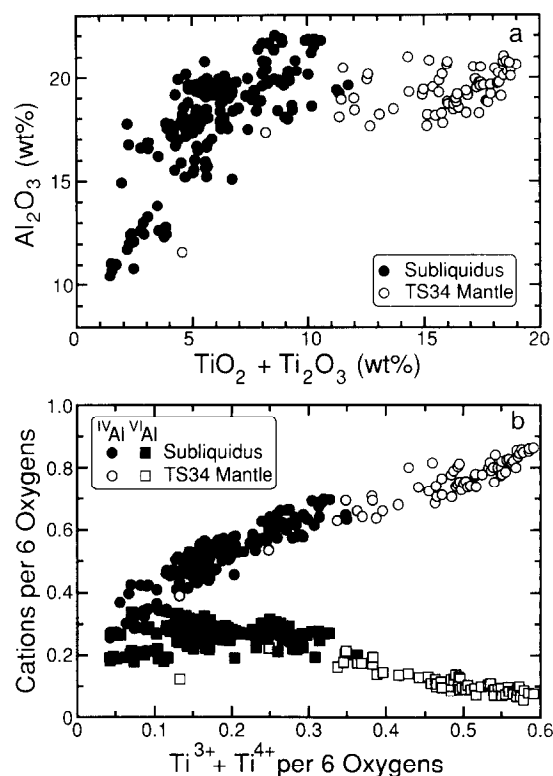 a
Al₂O₃ (wt%)
20
15
10
Subliquidus
TS34 Mantle
0 5 10 15 20
TiO₂ + Ti₂O₃ (wt%)
b
Cations per 6 Oxygens
1.0
0.8
0.6
0.4
0.2
0
ᴵⱽAl ⱽᴵAl
Subliquidus
TS34 Mantle
0 0.1 0.2 0.3 0.4 0.5 0.6
Ti³⁺ + Ti⁴⁺ per 6 Oxygens